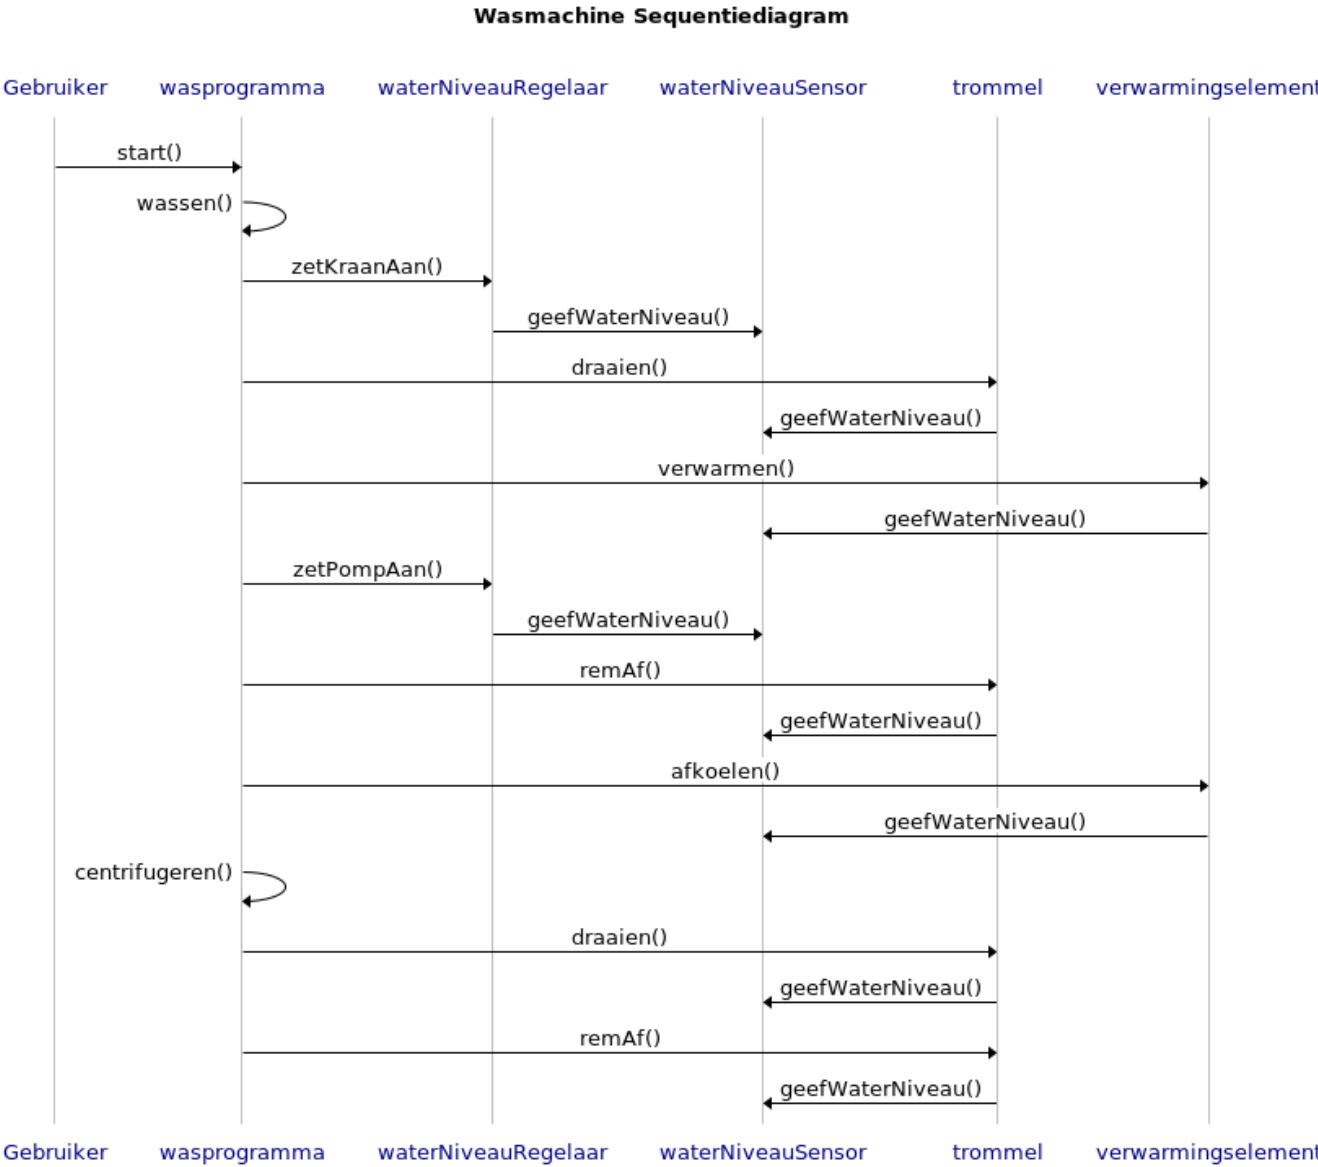 Wasmachine Sequentiediagram
Gebruiker wasprogramma waterNiveauRegelaar waterNiveauSensor trommel verwarmingselement
start()
wassen()
zetKraanAan()
geefWaterNiveau()
draaien()
geefWaterNiveau()
verwarmen()
geefWaterNiveau()
zetPompAan()
geefWaterNiveau()
remAf()
geefWaterNiveau()
afkoelen()
geefWaterNiveau()
centrifugeren()
draaien()
geefWaterNiveau()
remAf()
geefWaterNiveau()
Gebruiker wasprogramma waterNiveauRegelaar waterNiveauSensor trommel verwarmingselement